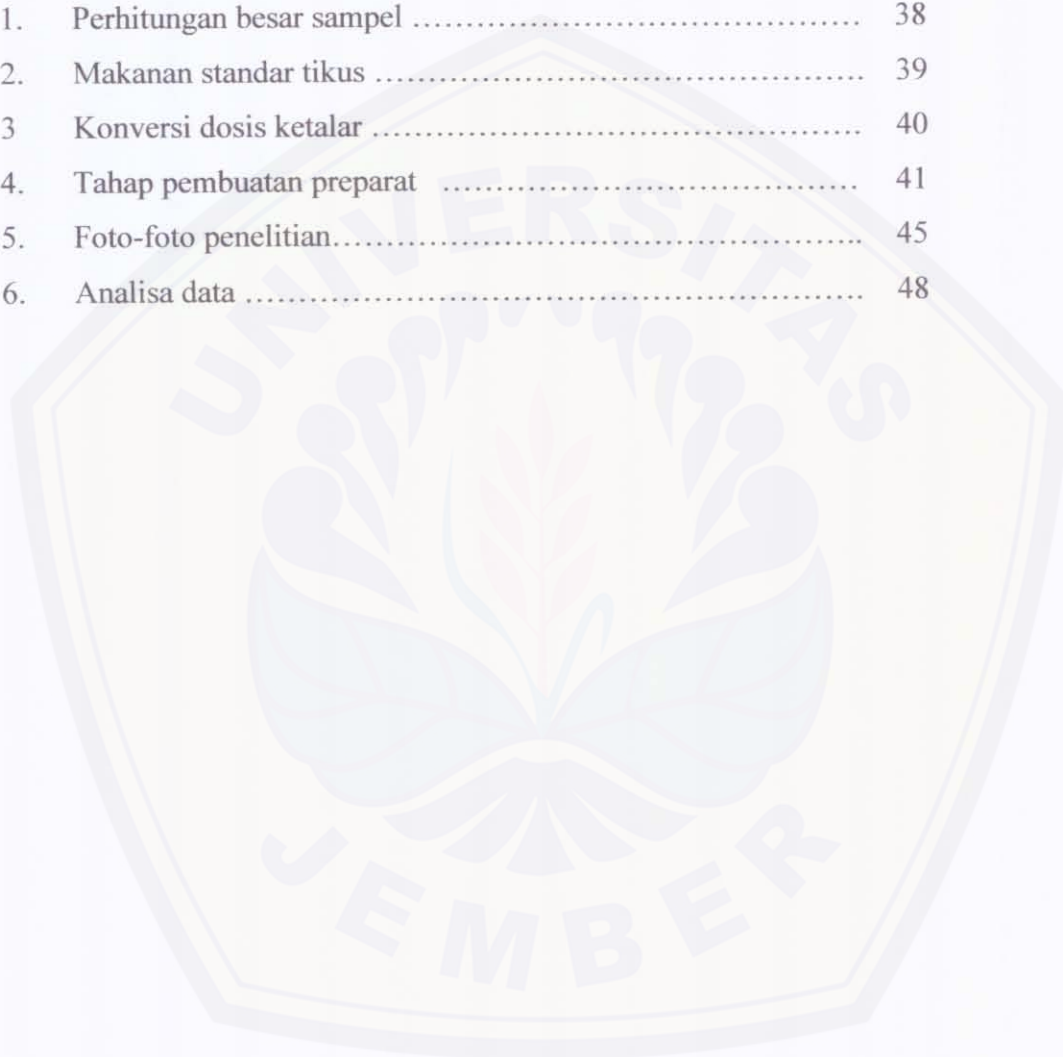 1. Perhitungan besar sampel ............................................ 38
2. Makanan standar tikus ................................................ 39
3 Konversi dosis ketalar ................................................ 40
4. Tahap pembuatan preparat ........................................ 41
5. Foto-foto penelitian..................................................... 45
6. Analisa data .............................................................. 48
UNIVERSITAS
JEMBER